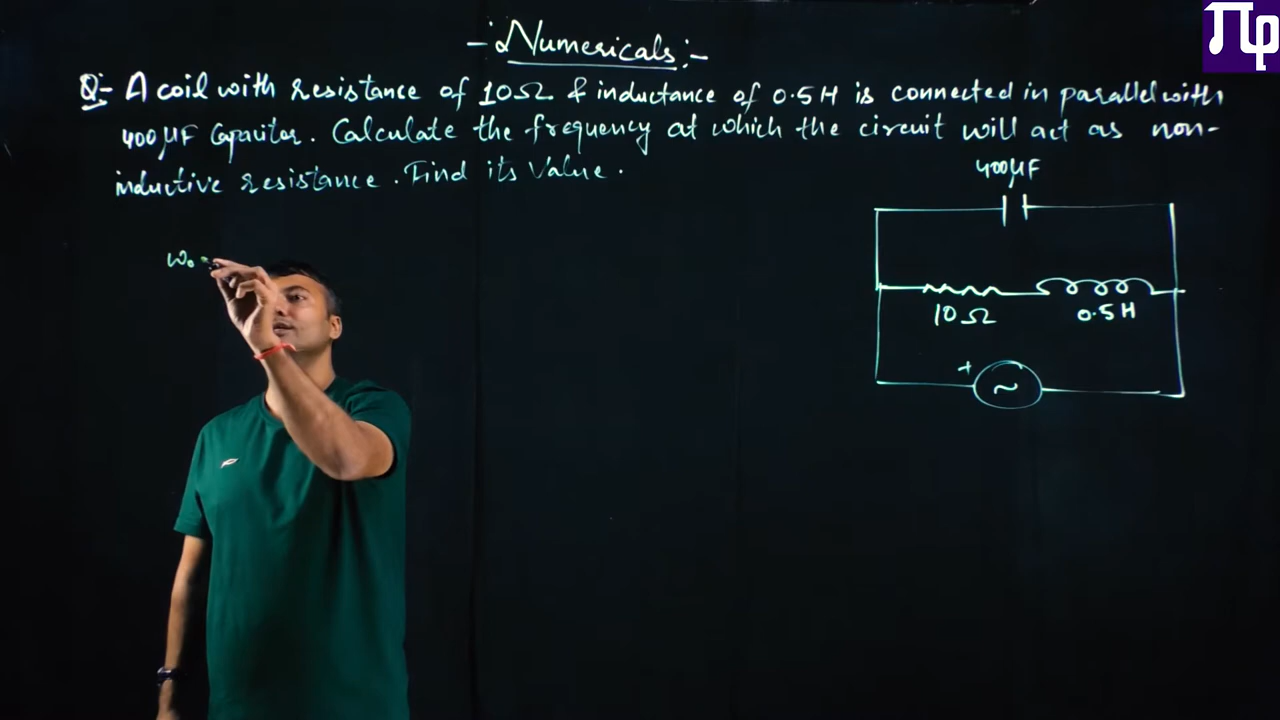 -: Numericals :-
Πφ
Q:- A coil with resistance of 10Ω & inductance of 0.5H is connected in parallel with
400μF Capacitor. Calculate the frequency at which the circuit will act as non-
inductive resistance. Find its Value.
400μF
ω₀
10Ω
0.5H
+
~